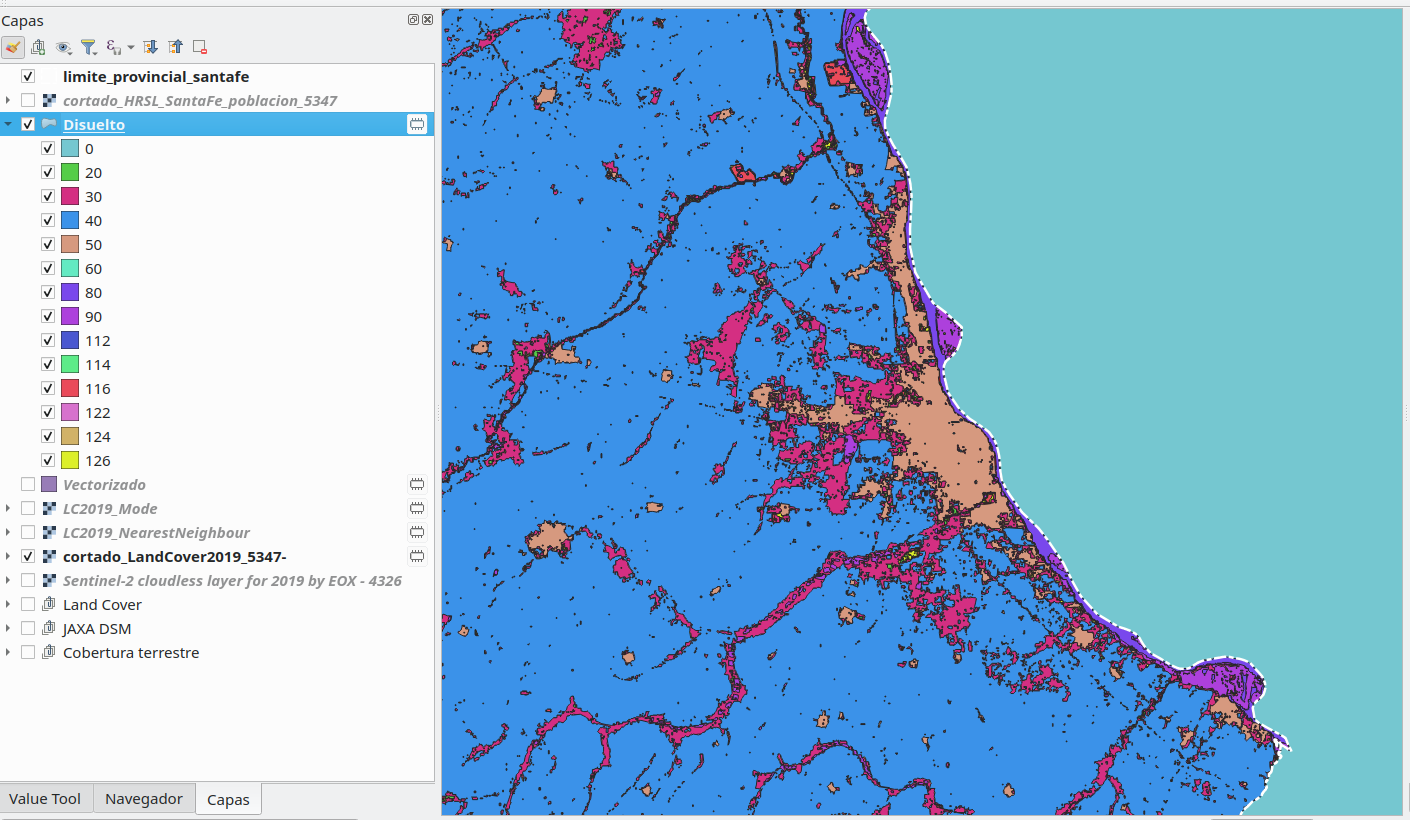 Capas
limite_provincial_santafe
cortado_HRSL_SantaFe_poblacion_5347
Disuelto
0
20
30
40
50
60
80
90
112
114
116
122
124
126
Vectorizado
LC2019_Mode
LC2019_NearestNeighbour
cortado_LandCover2019_5347-
Sentinel-2 cloudless layer for 2019 by EOX - 4326
Land Cover
JAXA DSM
Cobertura terrestre
Value Tool Navegador Capas